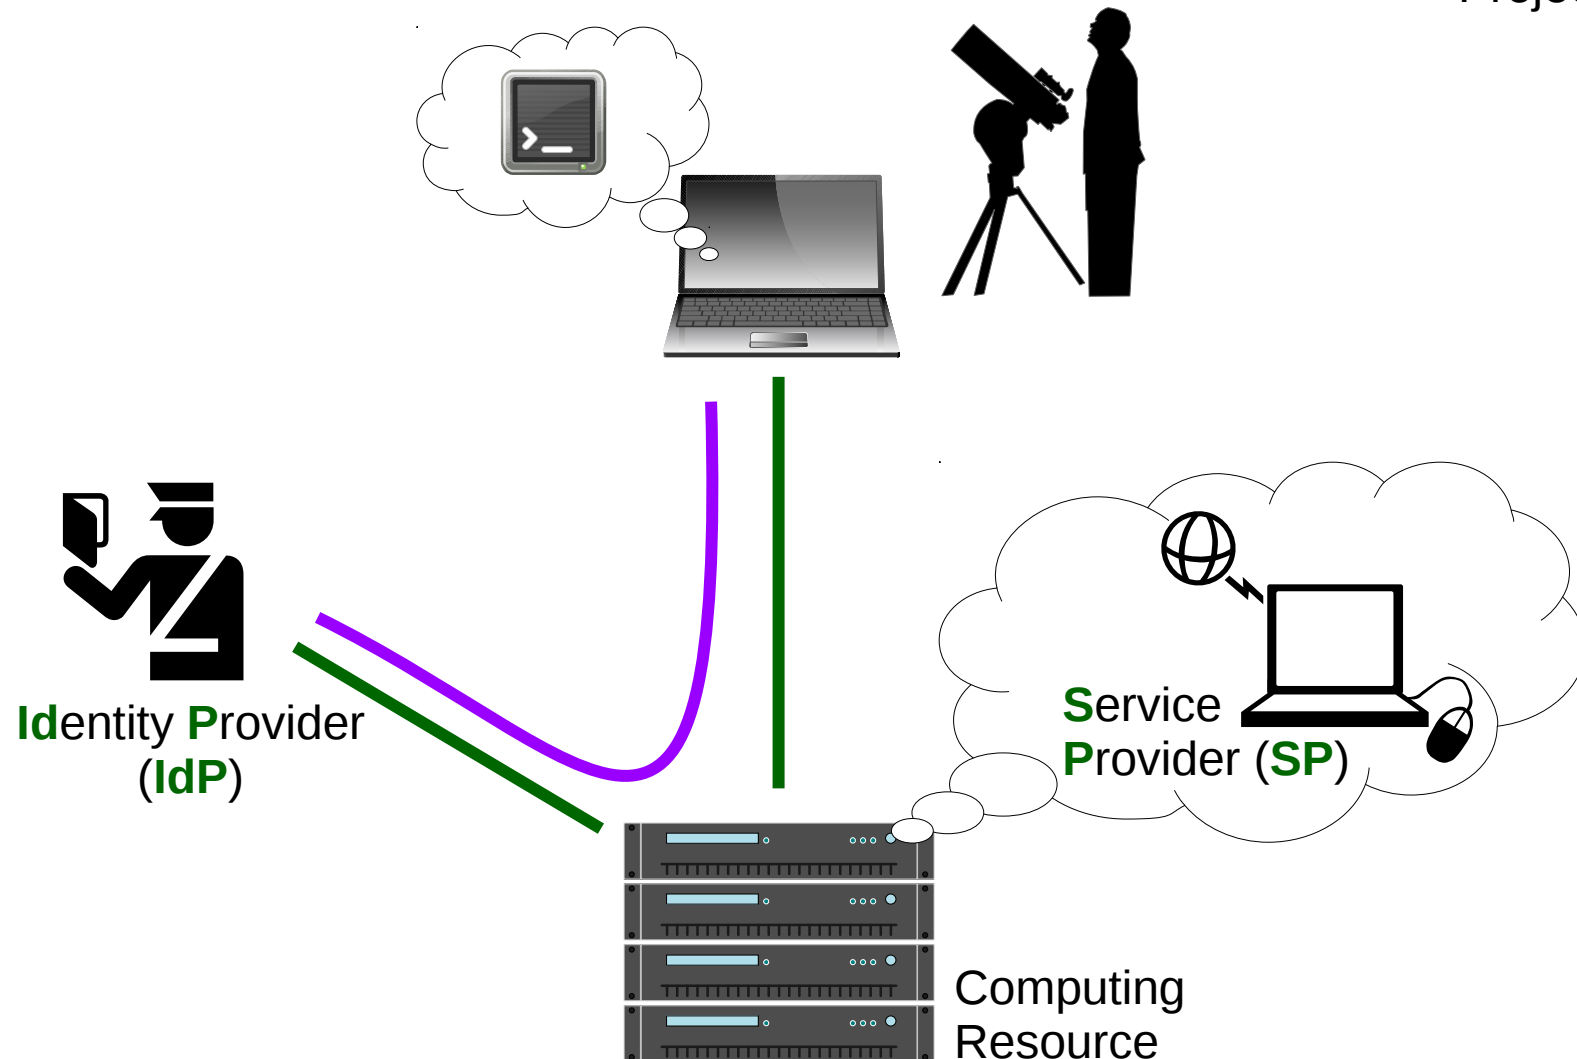 Identity Provider
(IdP)
Service
Provider (SP)
Computing
Resource